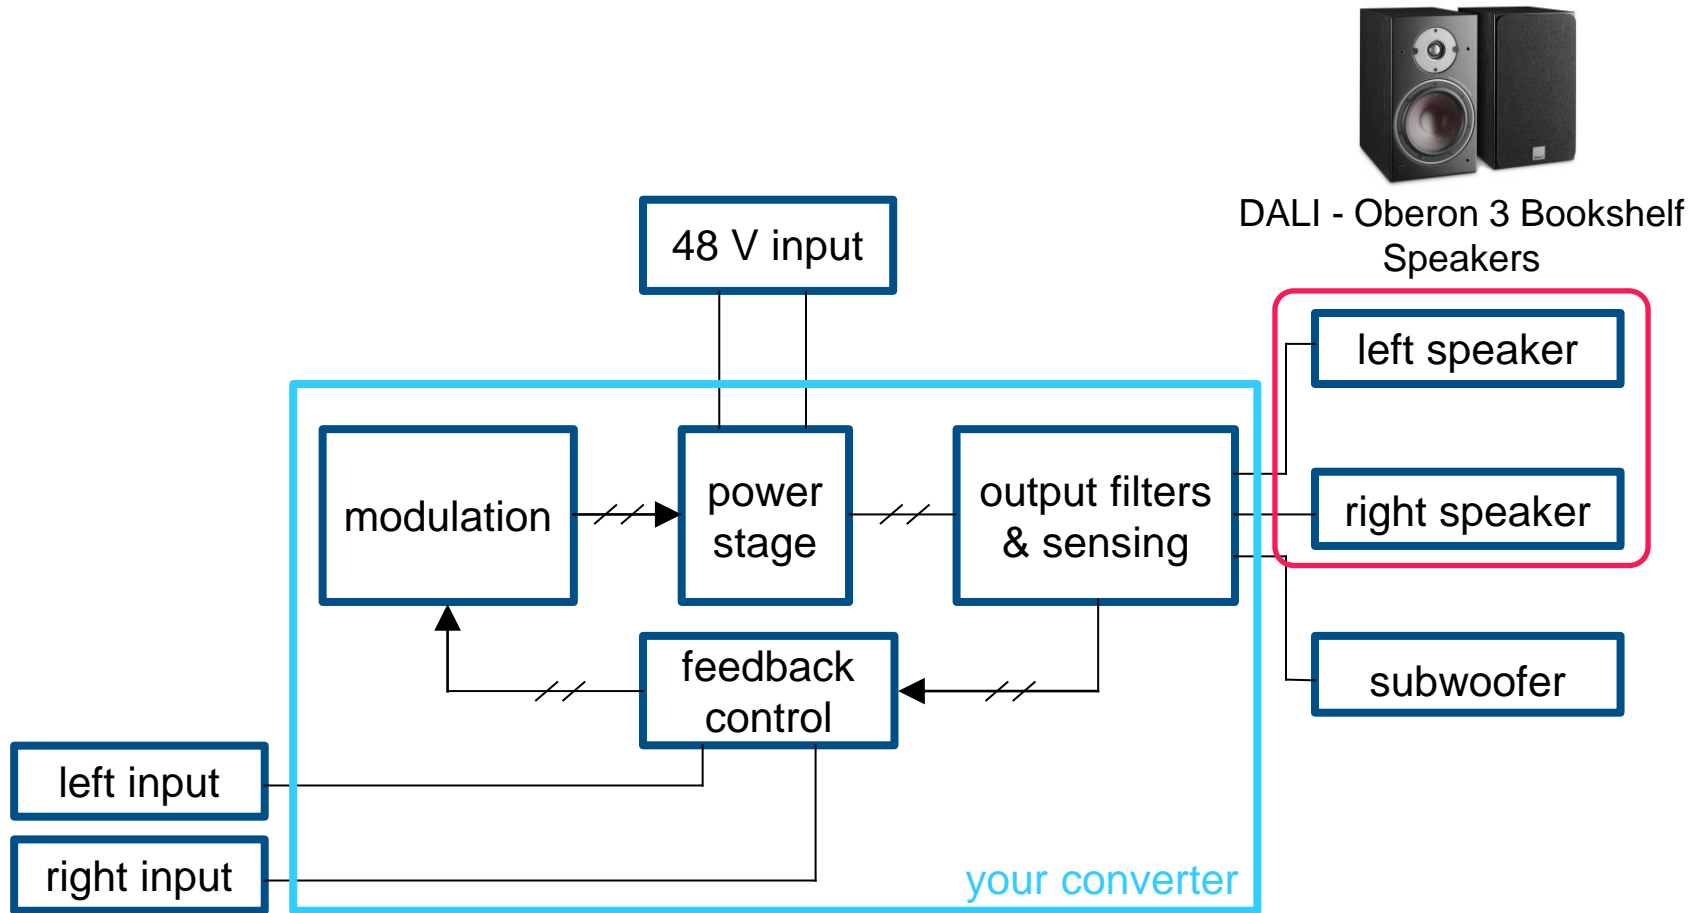 DALI - Oberon 3 Bookshelf
Speakers
48 V input
left speaker
modulation
power
stage
output filters
& sensing
right speaker
feedback
control
subwoofer
left input
right input
your converter